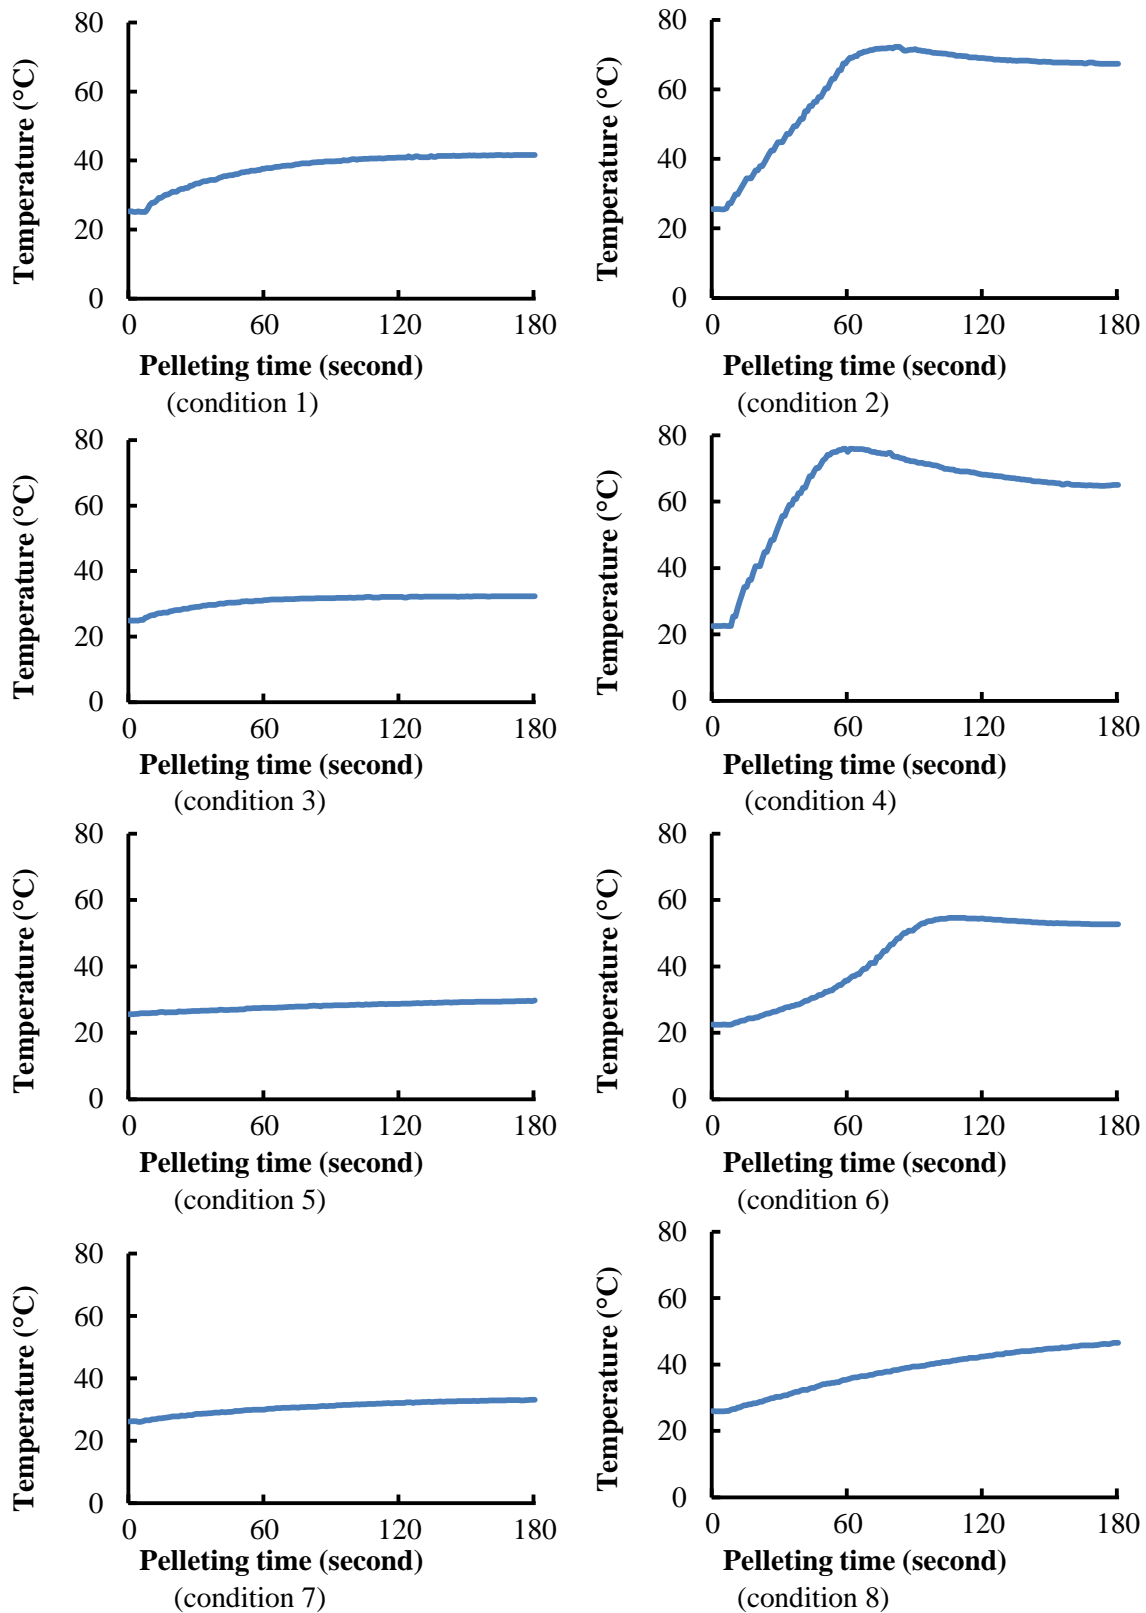 Temperature (°C)
80
60
40
20
0
0 60 120 180
Pelleting time (second)
(condition 1)
Temperature (°C)
80
60
40
20
0
0 60 120 180
Pelleting time (second)
(condition 2)
Temperature (°C)
80
60
40
20
0
0 60 120 180
Pelleting time (second)
(condition 3)
Temperature (°C)
80
60
40
20
0
0 60 120 180
Pelleting time (second)
(condition 4)
Temperature (°C)
80
60
40
20
0
0 60 120 180
Pelleting time (second)
(condition 5)
Temperature (°C)
80
60
40
20
0
0 60 120 180
Pelleting time (second)
(condition 6)
Temperature (°C)
80
60
40
20
0
0 60 120 180
Pelleting time (second)
(condition 7)
Temperature (°C)
80
60
40
20
0
0 60 120 180
Pelleting time (second)
(condition 8)